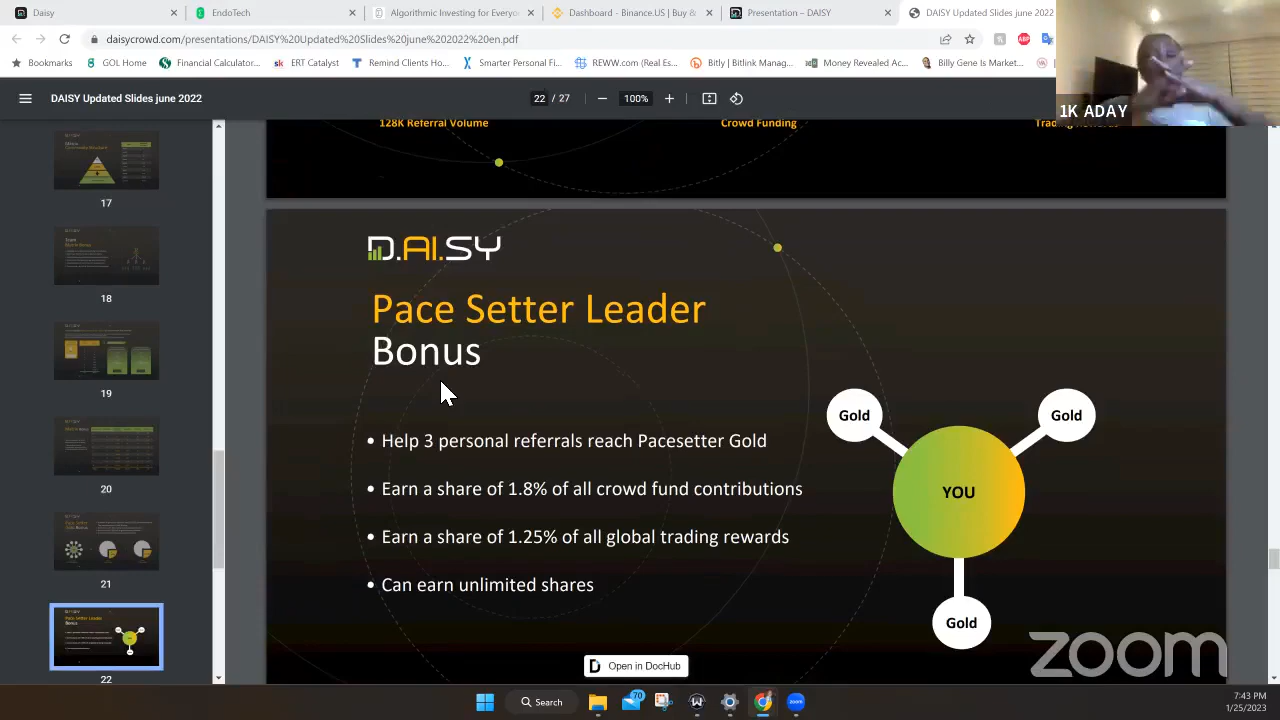 Daisy
EndoTech
Algorithmic Investing for Everyo
Dashboard - Binance.US | Buy &
Presentation – DAISY
DAISY Updated Slides june 2022
daisycrowd.com/presentations/DAISY%20Updated%20Slides%20june%202022%20en.pdf
Bookmarks
GOL Home
Financial Calculator...
ERT Catalyst
Remind Clients Ho...
Smarter Profit Fi...
REWW.com (Real Es...
Bitly | Bitlink Manag...
Money Revealed Ac...
Billy Gene Is Market...
DAISY Updated Slides june 2022
22 / 27
100%
1K ADAY
128K Referral Volume
Crowd Funding
17
18
19
20
21
22
D.AI.SY
Pace Setter Leader
Bonus
• Help 3 personal referrals reach Pacesetter Gold
• Earn a share of 1.8% of all crowd fund contributions
• Earn a share of 1.25% of all global trading rewards
• Can earn unlimited shares
Gold
Gold
YOU
Gold
Open in DocHub
zoom
Search
70
zoom
7:43 PM
1/25/2023